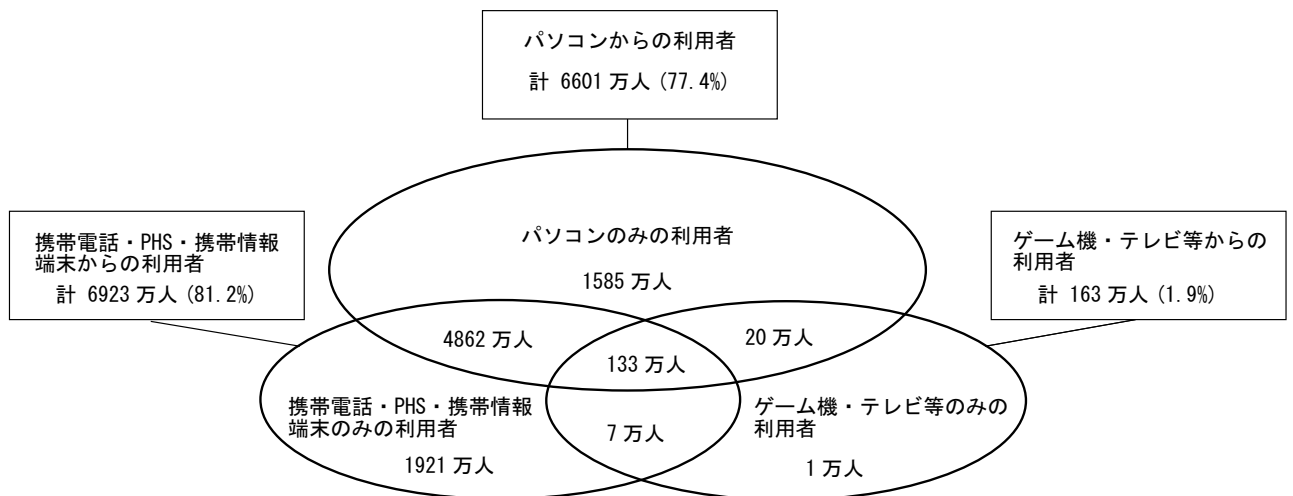 パソコンからの利用者
計 6601 万人 (77.4%)
携帯電話・PHS・携帯情報
端末からの利用者
計 6923 万人 (81.2%)
パソコンのみの利用者
1585 万人
ゲーム機・テレビ等からの
利用者
計 163 万人 (1.9%)
4862 万人
133 万人
20 万人
携帯電話・PHS・携帯情報
端末のみの利用者
1921 万人
7 万人
ゲーム機・テレビ等のみの
利用者
1 万人